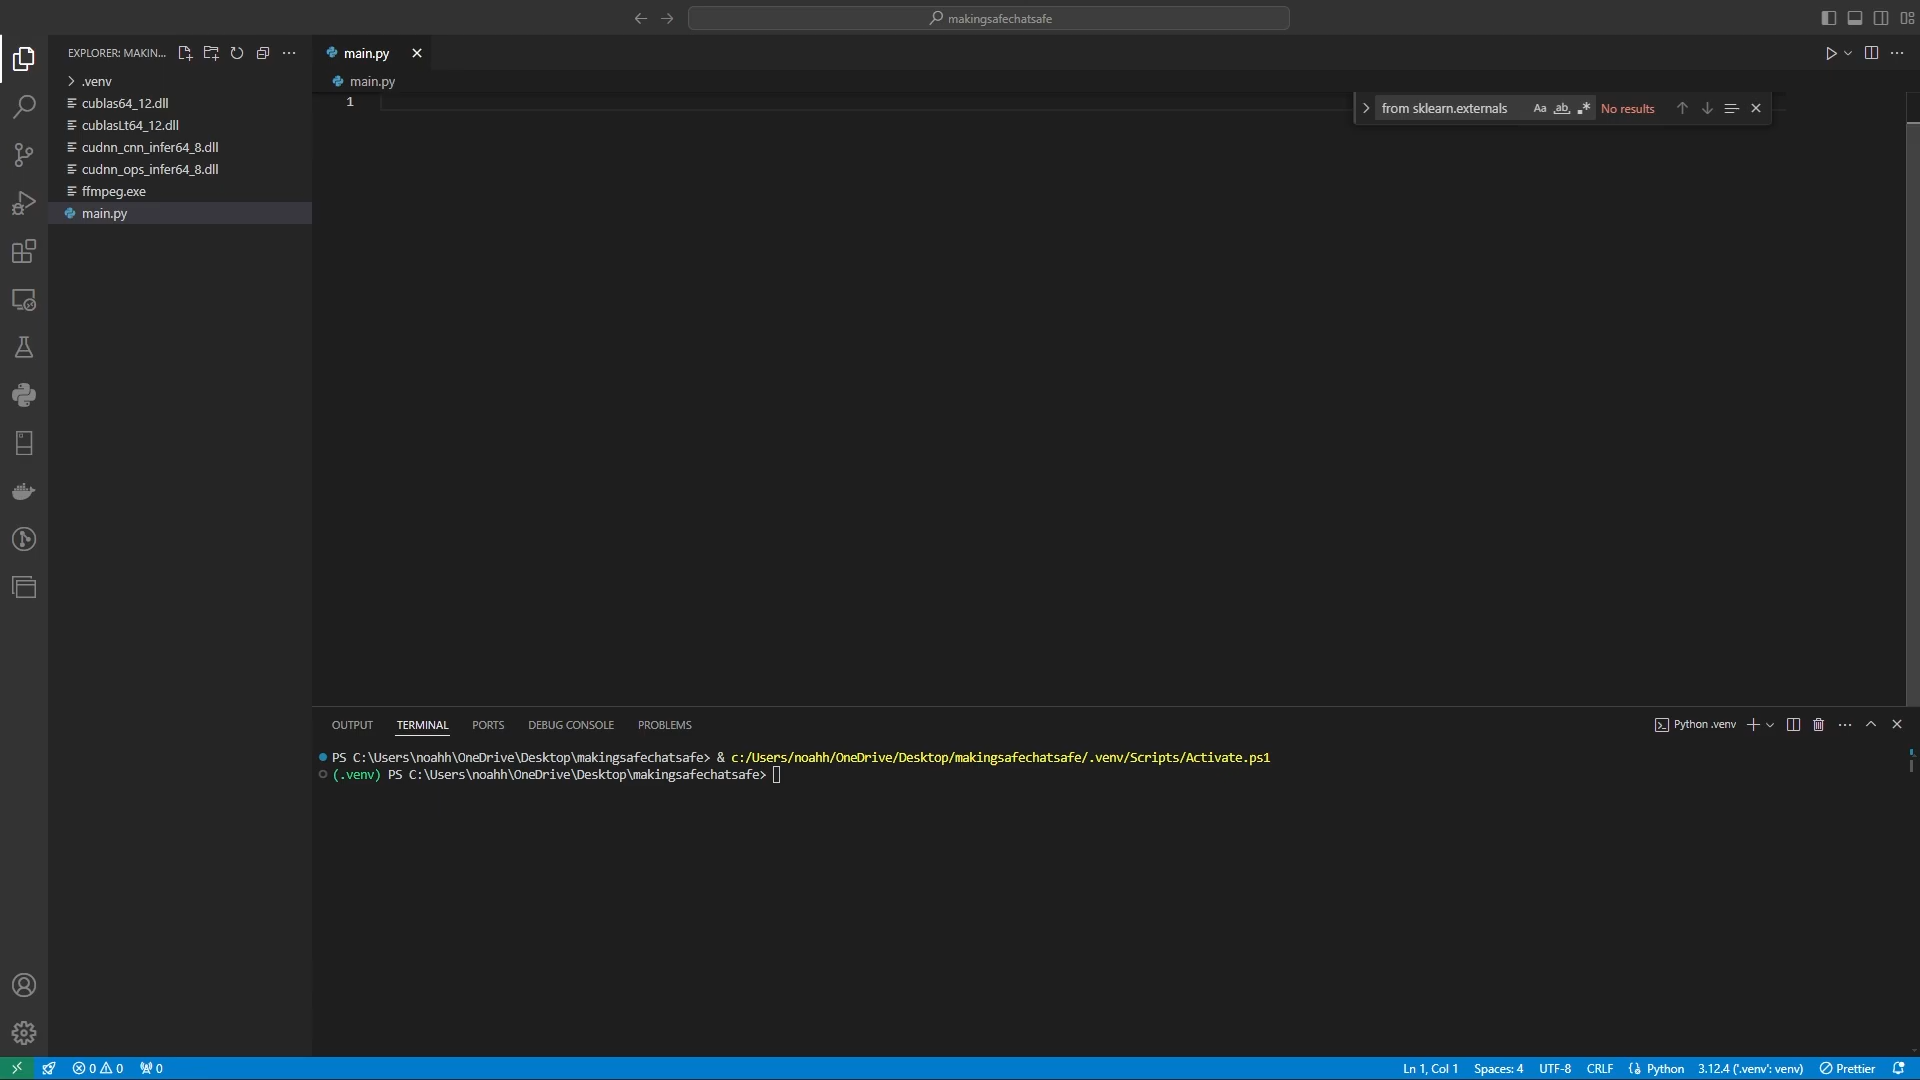 makingsafechatsafe
EXPLORER: MAKIN...
main.py
.venv
cublas64_12.dll
cublasLt64_12.dll
cudnn_cnn_infer64_8.dll
cudnn_ops_infer64_8.dll
ffmpeg.exe
main.py
main.py
1
from sklearn.externals
Aa
ab
No results
OUTPUT
TERMINAL
PORTS
DEBUG CONSOLE
PROBLEMS
Python .venv
PS C:\Users\noahh\OneDrive\Desktop\makingsafechatsafe> & c:/Users/noahh/OneDrive/Desktop/makingsafechatsafe/.venv/Scripts/Activate.ps1
(.venv) PS C:\Users\noahh\OneDrive\Desktop\makingsafechatsafe>
0
0
0
Ln 1, Col 1
Spaces: 4
UTF-8
CRLF
Python
3.12.4 ('.venv': venv)
Prettier